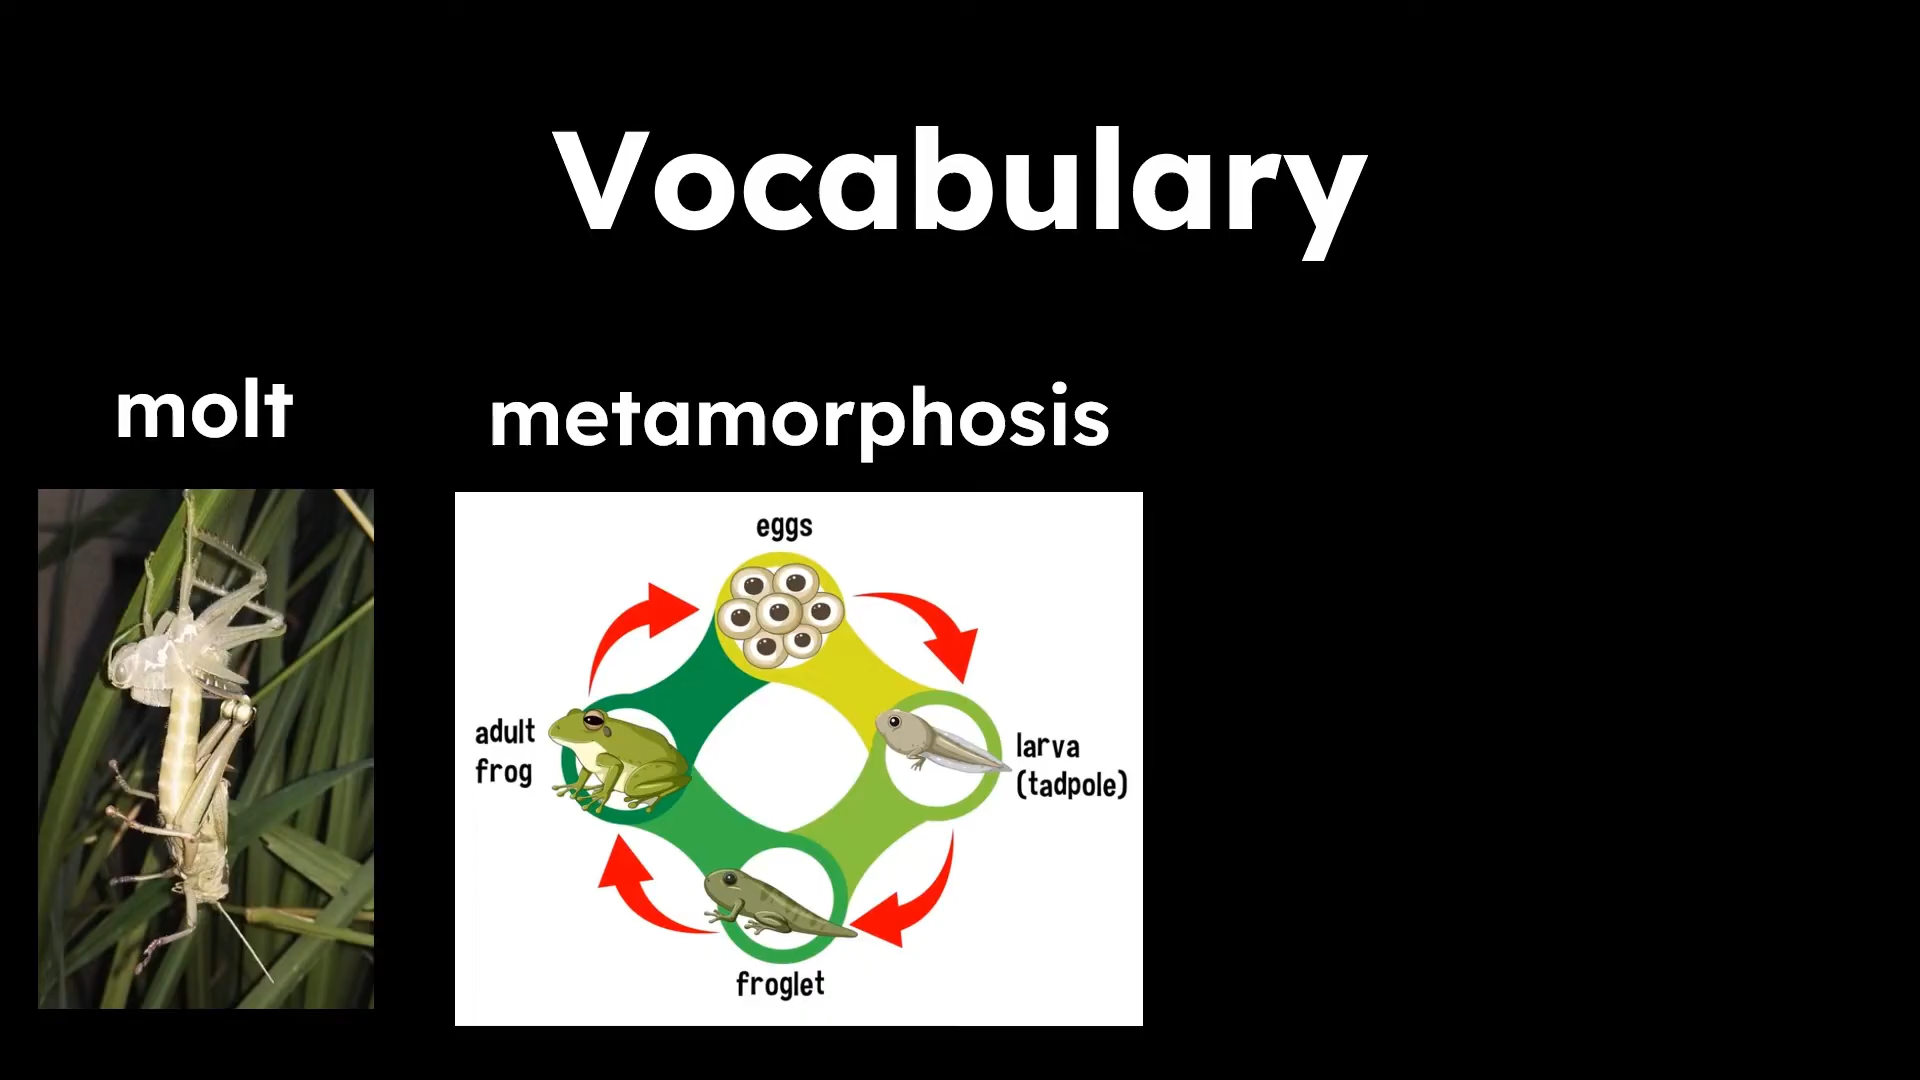 Vocabulary
molt
metamorphosis
eggs
adult
frog
larva
(tadpole)
froglet